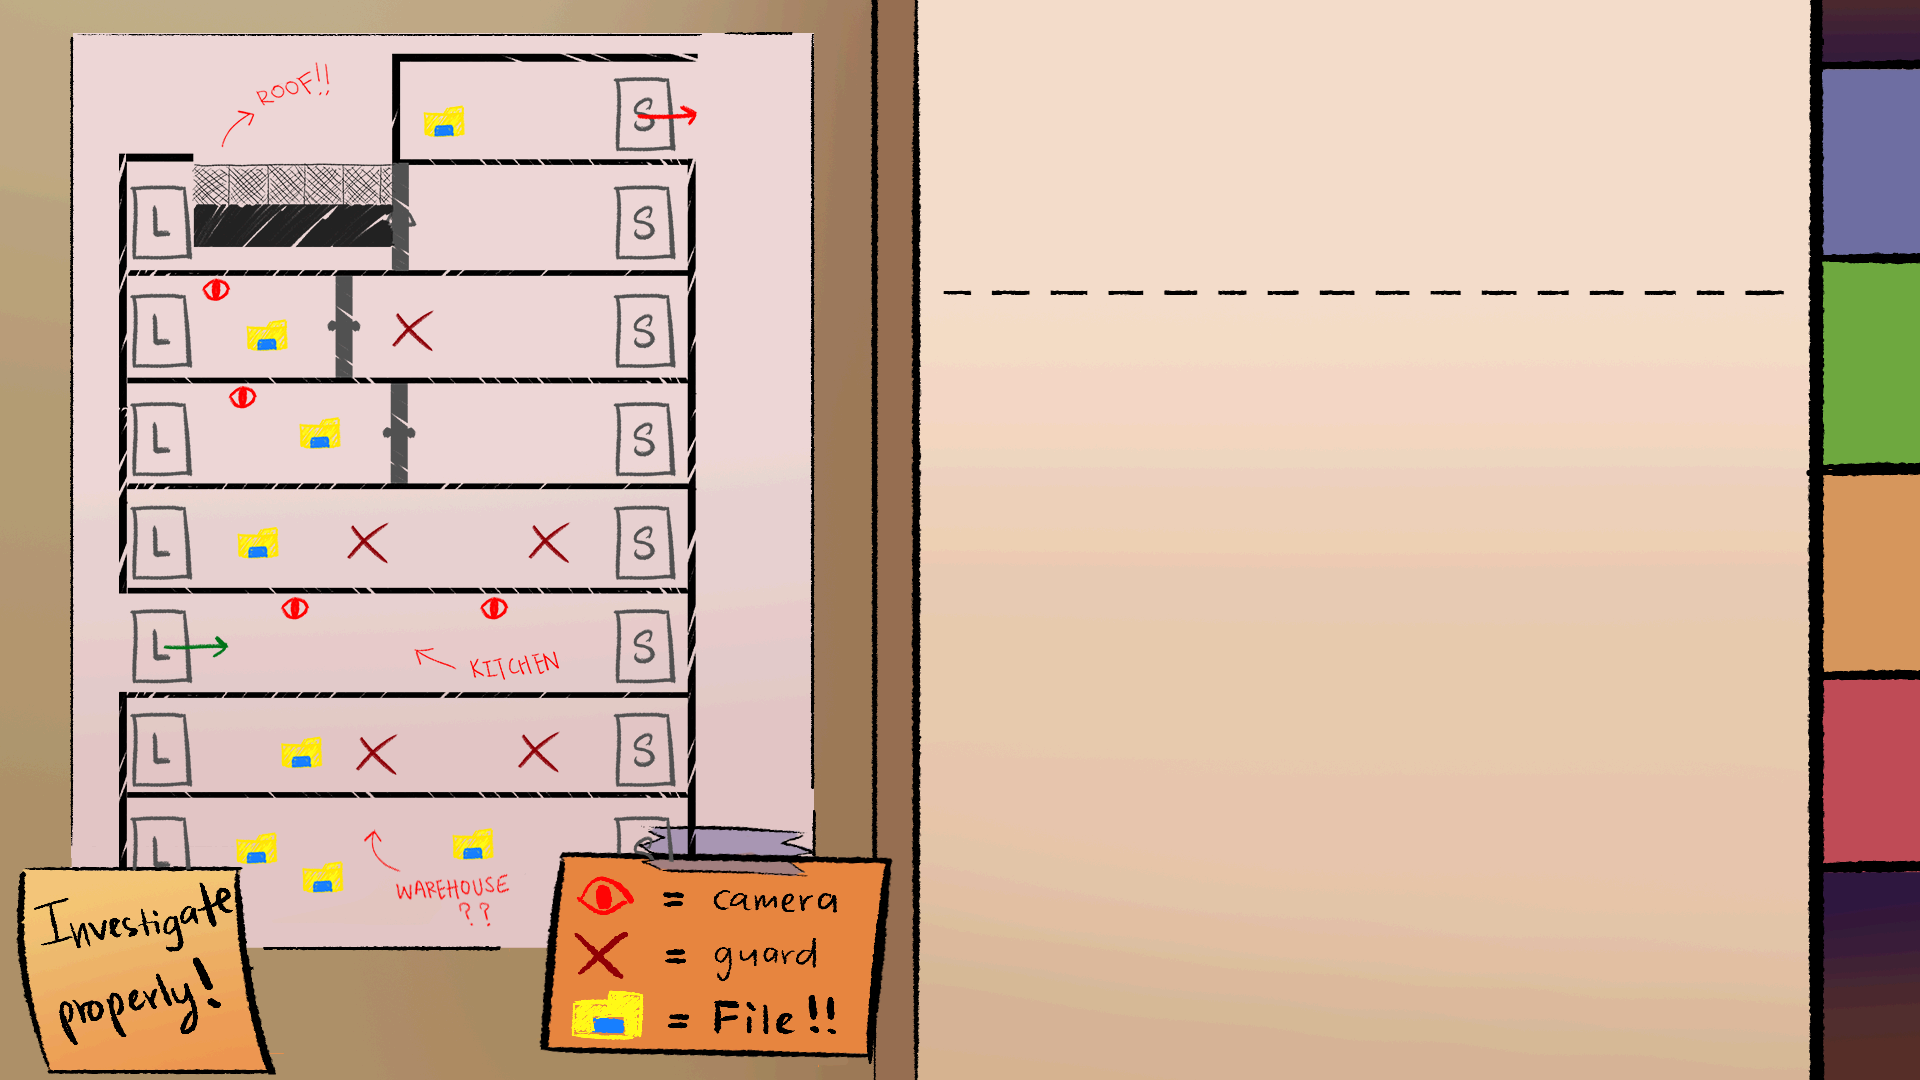 ROOF!!
S
L
S
L
S
L
S
L
S
L
S
KITCHEN
L
S
L
S
WAREHOUSE
??
Investigate
properly!
= camera
= guard
= File!!